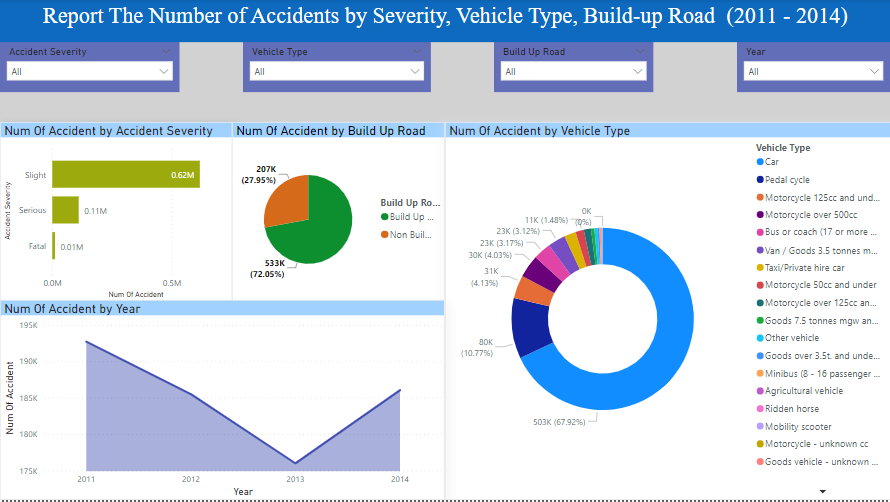 Report The Number of Accidents by Severity, Vehicle Type, Build-up Road (2011 - 2014)
Accident Severity
All
Vehicle Type
All
Build Up Road
All
Year
All
Num Of Accident by Accident Severity
Accident Severity
Slight
0.62M
Serious
0.11M
Fatal
0.01M
0.0M
0.5M
Num Of Accident
Num Of Accident by Build Up Road
207K
(27.95%)
533K
(72.05%)
Build Up Ro...
Build Up ...
Non Buil...
Num Of Accident by Year
Num Of Accident
195K
190K
185K
180K
175K
2011
2012
2013
2014
Year
Num Of Accident by Vehicle Type
0K
(0%)
11K (1.48%)
23K (3.12%)
23K (3.17%)
30K (4.03%)
31K
(4.13%)
80K
(10.77%)
503K (67.92%)
Vehicle Type
Car
Pedal cycle
Motorcycle 125cc and und...
Motorcycle over 500cc
Bus or coach (17 or more ...
Van / Goods 3.5 tonnes m...
Taxi/Private hire car
Motorcycle 50cc and under
Motorcycle over 125cc an...
Goods 7.5 tonnes mgw an...
Other vehicle
Goods over 3.5t. and unde...
Minibus (8 - 16 passenger ...
Agricultural vehicle
Ridden horse
Mobility scooter
Motorcycle - unknown cc
Goods vehicle - unknown ...